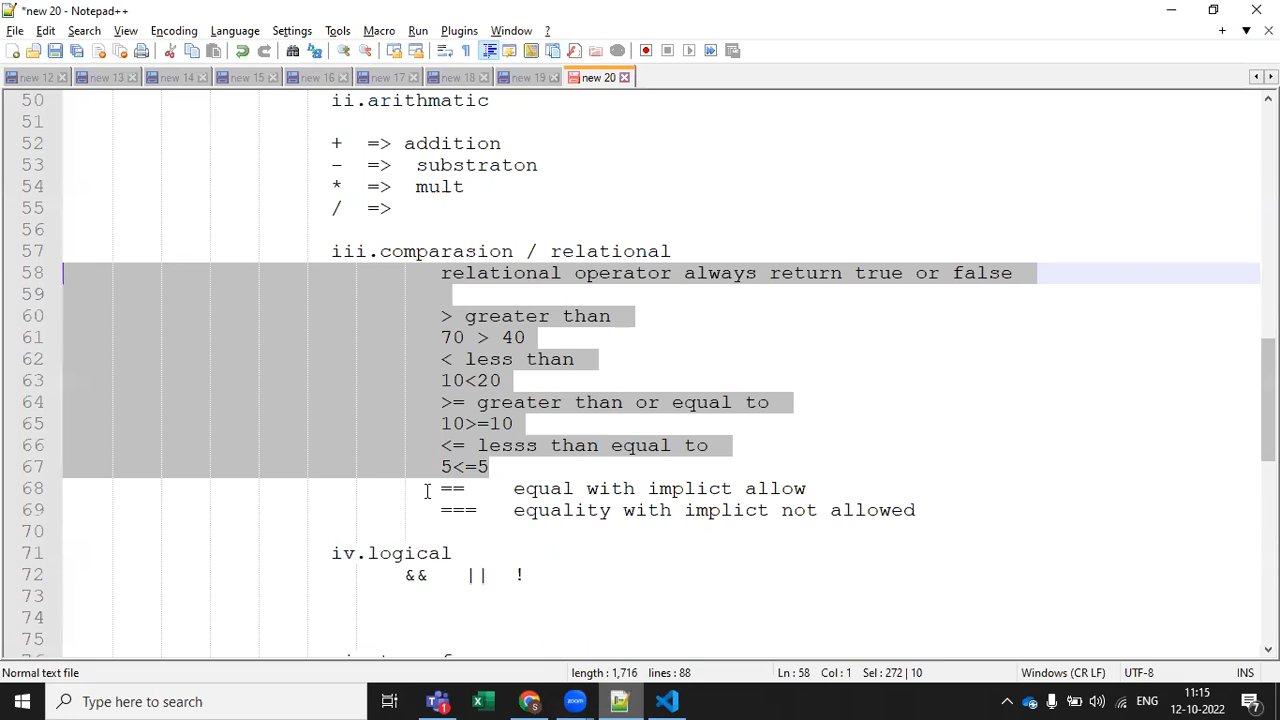 *new 20 - Notepad++
File Edit Search View Encoding Language Settings Tools Macro Run Plugins Window ?
new 12 new 13 new 14 new 15 new 16 new 17 new 18 new 19 new 20
50 ii.arithmatic
51
52 + => addition
53 - => substraton
54 * => mult
55 / =>
56
57 iii.comparasion / relational
58 relational operator always return true or false
59
60 > greater than
61 70 > 40
62 < less than
63 10<20
64 >= greater than or equal to
65 10>=10
66 <= lesss than equal to
67 5<=5
68 == equal with implict allow
69 === equality with implict not allowed
70
71 iv.logical
72 && || !
73
74
75
Normal text file length : 1,716 lines : 88 Ln : 58 Col : 1 Sel : 272 | 10 Windows (CR LF) UTF-8 INS
Type here to search ENG 11:15
12-10-2022 7